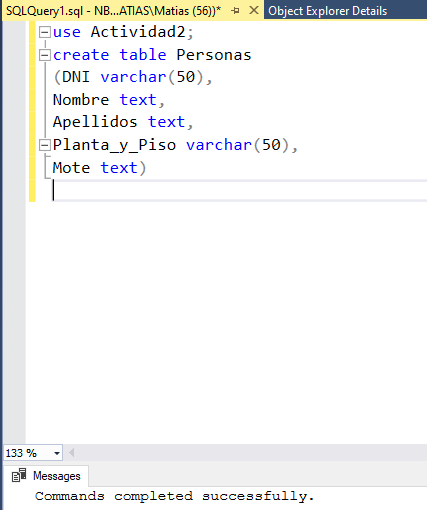 SQLQuery1.sql - NB...ATIAS\Matias (56))* Object Explorer Details
use Actividad2;
create table Personas
(DNI varchar(50),
Nombre text,
Apellidos text,
Planta_y_Piso varchar(50),
Mote text)
133 %
Messages
Commands completed successfully.